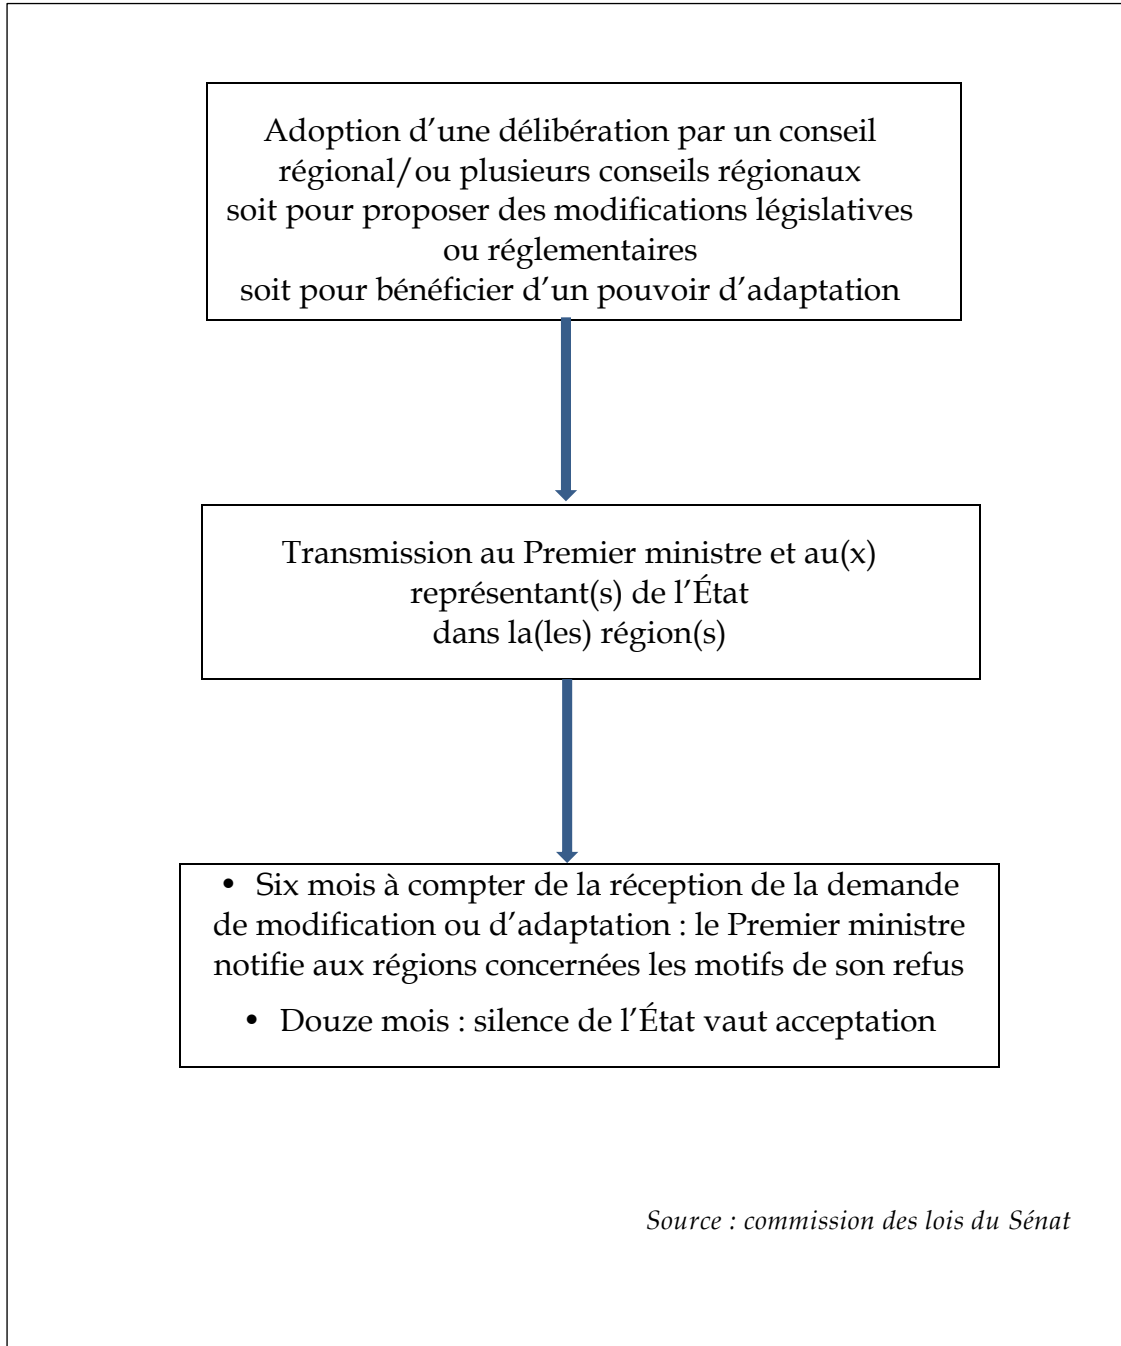 Adoption d’une délibération par un conseil
régional/ou plusieurs conseils régionaux
soit pour proposer des modifications législatives
ou réglementaires
soit pour bénéficier d’un pouvoir d’adaptation
Transmission au Premier ministre et au(x)
représentant(s) de l’État
dans la(les) région(s)
• Six mois à compter de la réception de la demande
de modification ou d’adaptation : le Premier ministre
notifie aux régions concernées les motifs de son refus
• Douze mois : silence de l’État vaut acceptation
Source : commission des lois du Sénat